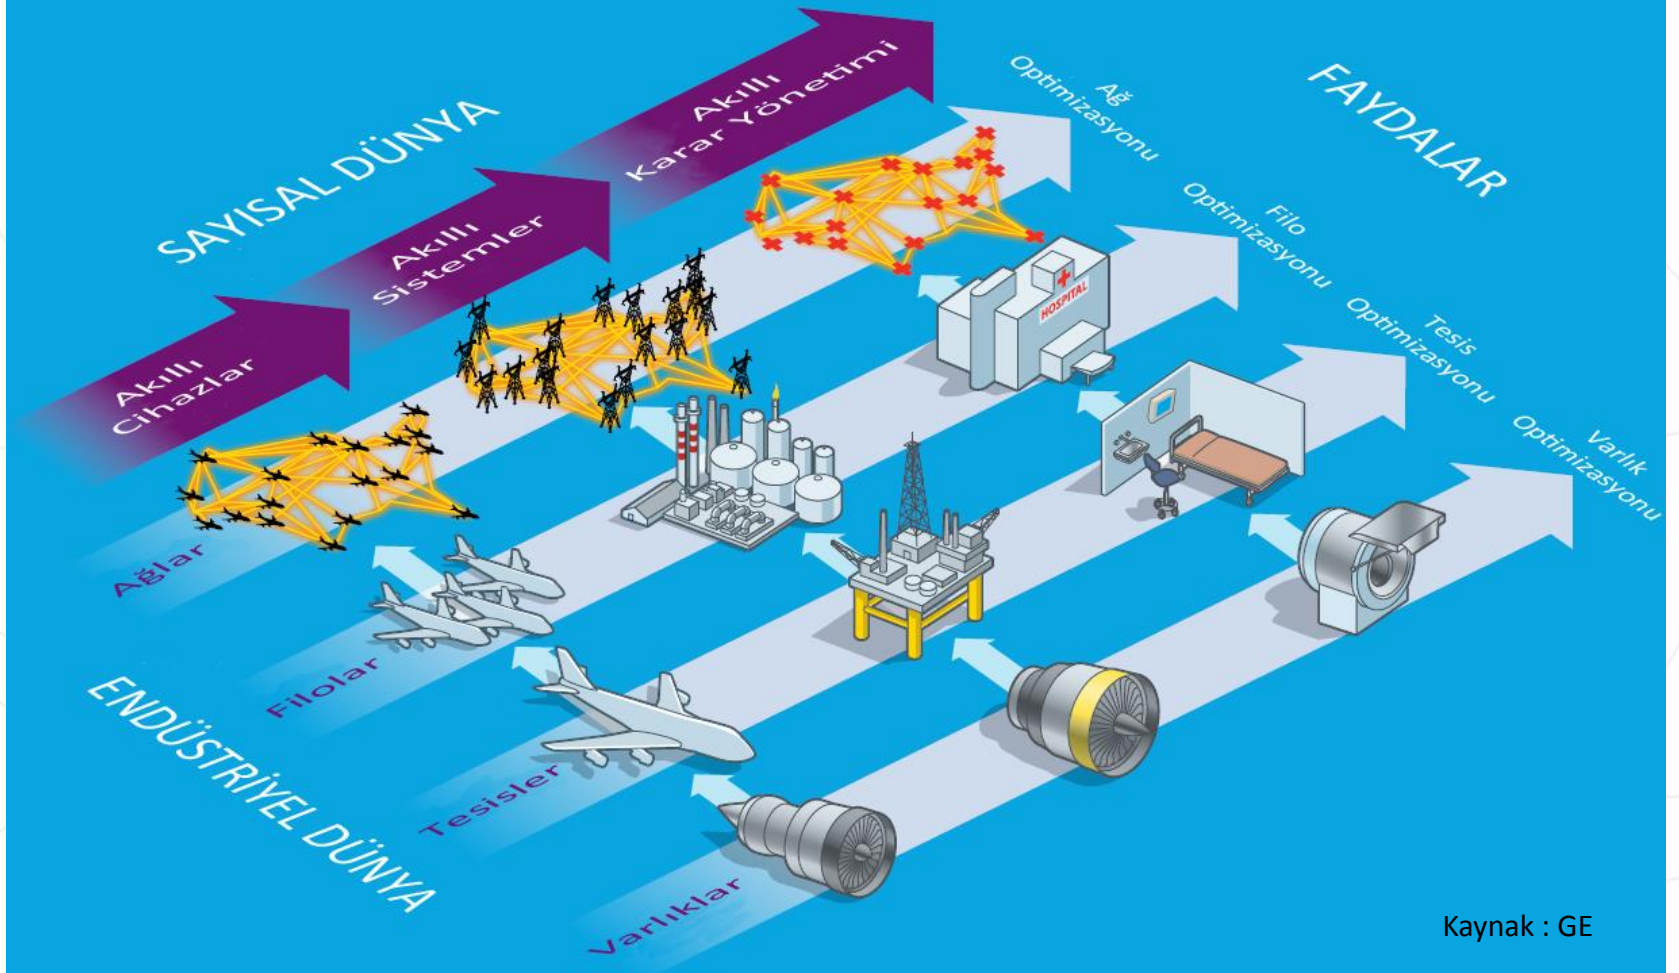 SAYISAL DÜNYA
Akıllı
Cihazlar
Akıllı
Sistemler
Akıllı
Karar Yönetimi
FAYDALAR
Ağ
Optimizasyonu
Filo
Optimizasyonu
Tesis
Optimizasyonu
Varlık
Optimizasyonu
HOSPITAL
ENDÜSTRİYEL DÜNYA
Ağlar
Filolar
Tesisler
Varlıklar
Kaynak : GE